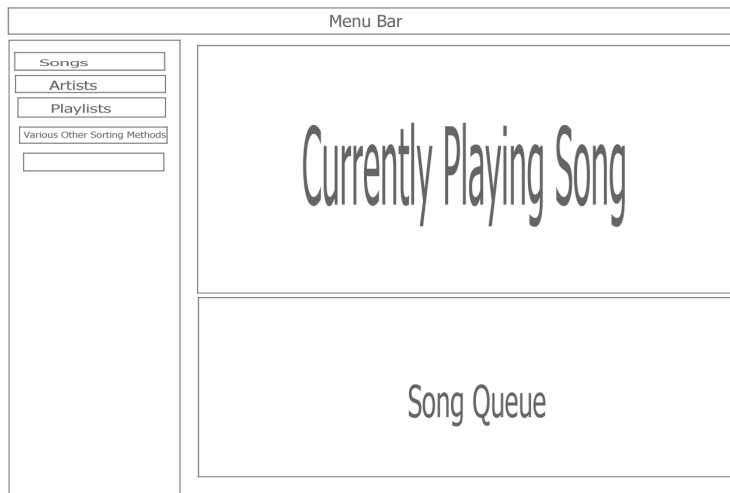 Menu Bar
Songs
Artists
Playlists
Various Other Sorting Methods
Currently Playing Song
Song Queue